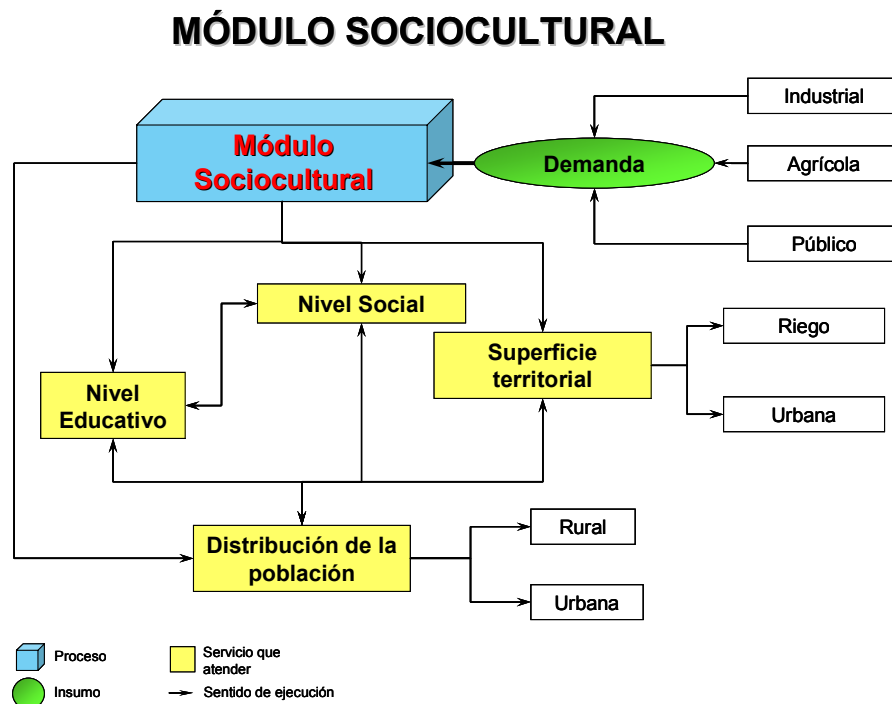 MÓDULO SOCIOCULTURAL
Industrial
Módulo
Sociocultural
Demanda
Agrícola
Público
Nivel Social
Riego
Superficie
territorial
Nivel
Educativo
Urbana
Rural
Distribución de la
población
Urbana
Proceso
Servicio que
atender
Insumo
Sentido de ejecución